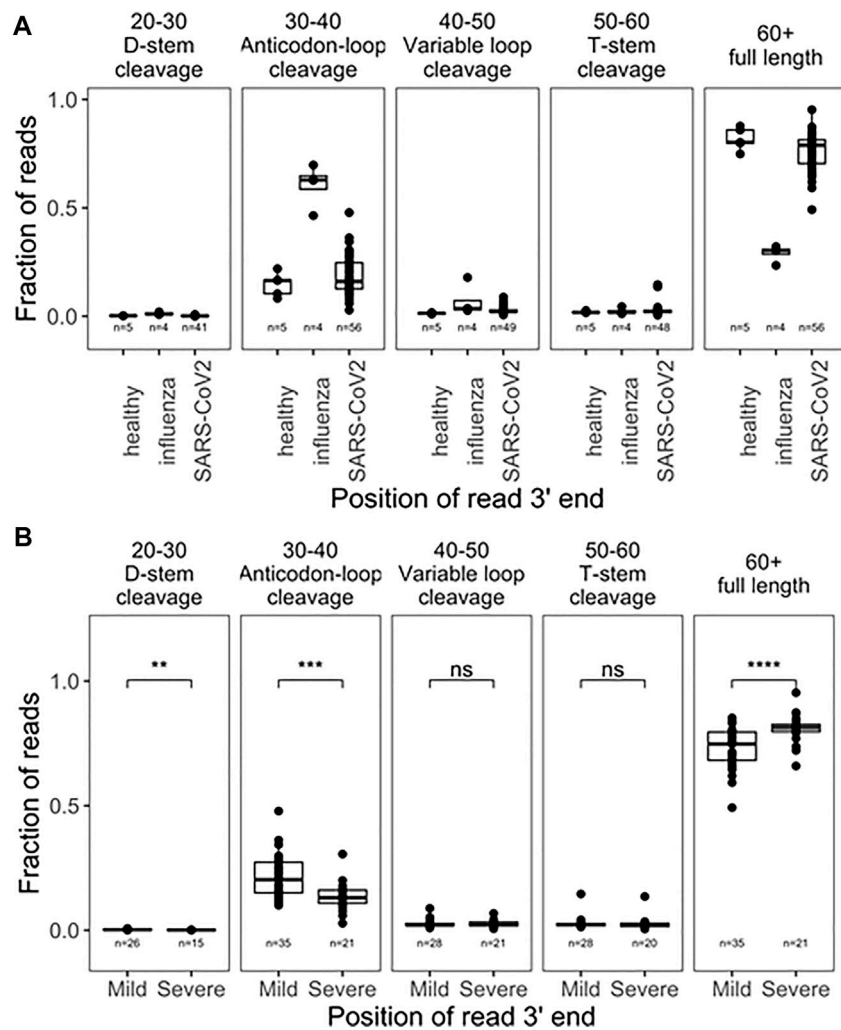 A
20-30
D-stem
cleavage
30-40
Anticodon-loop
cleavage
40-50
Variable loop
cleavage
50-60
T-stem
cleavage
60+
full length
Fraction of reads
1.0
0.5
0.0
n=5 n=4 n=41
n=5 n=4 n=56
n=5 n=4 n=49
n=5 n=4 n=48
n=5 n=4 n=56
healthy
influenza
SARS-CoV2
healthy
influenza
SARS-CoV2
healthy
influenza
SARS-CoV2
healthy
influenza
SARS-CoV2
healthy
influenza
SARS-CoV2
Position of read 3' end
B
20-30
D-stem
cleavage
30-40
Anticodon-loop
cleavage
40-50
Variable loop
cleavage
50-60
T-stem
cleavage
60+
full length
Fraction of reads
** *** ns ns ****
1.0
0.5
0.0
n=26 n=15
n=35 n=21
n=28 n=21
n=28 n=20
n=35 n=21
Mild Severe Mild Severe Mild Severe Mild Severe Mild Severe
Position of read 3' end